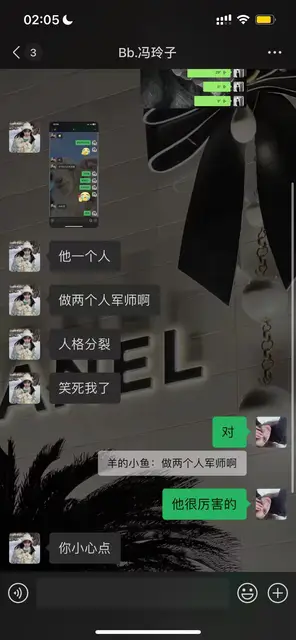 02:05
3
Bb.冯玲子
他一个人
做两个人军师啊
人格分裂
笑死我了
ANEL
对
羊的小鱼：做两个人军师啊
他很厉害的
你小心点